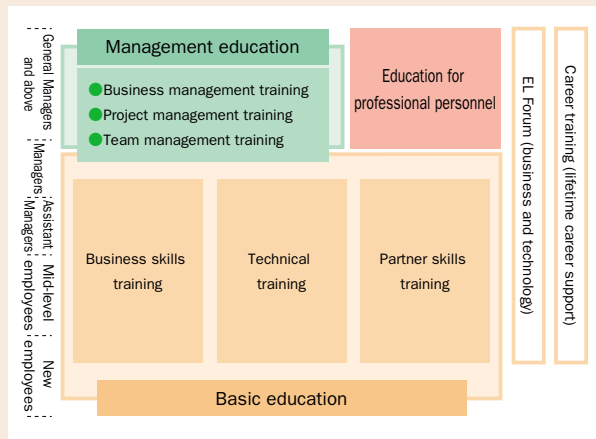 General Managers
and above
Managers
Assistant
Managers
Mid-level
employees
New
employees
Management education
Business management training
Project management training
Team management training
Education for
professional personnel
Business skills
training
Technical
training
Partner skills
training
Basic education
EL Forum (business and technology)
Career training (lifetime career support)